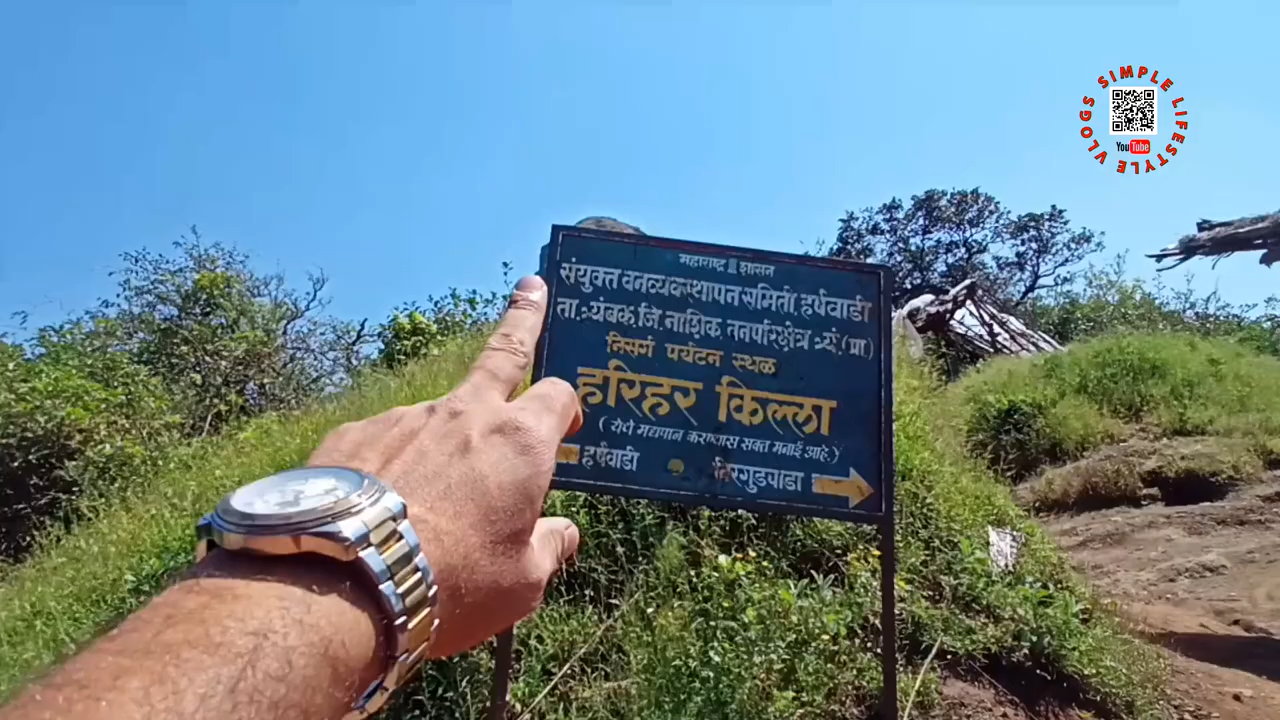 महाराष्ट्र शासन
संयुक्त वनव्यवस्थापन समिती, हर्षवाडी
ता. त्र्यंबक, जि. नाशिक वनपरिक्षेत्र त्र्यं. (प्रा)
निसर्ग पर्यटन स्थळ
हरिहर किल्ला
( येथे मद्यपान करण्यास सक्त मनाई आहे. )
हर्षवाडी
निरगुडपाडा
SIMPLE LIFESTYLE VLOGS
YouTube